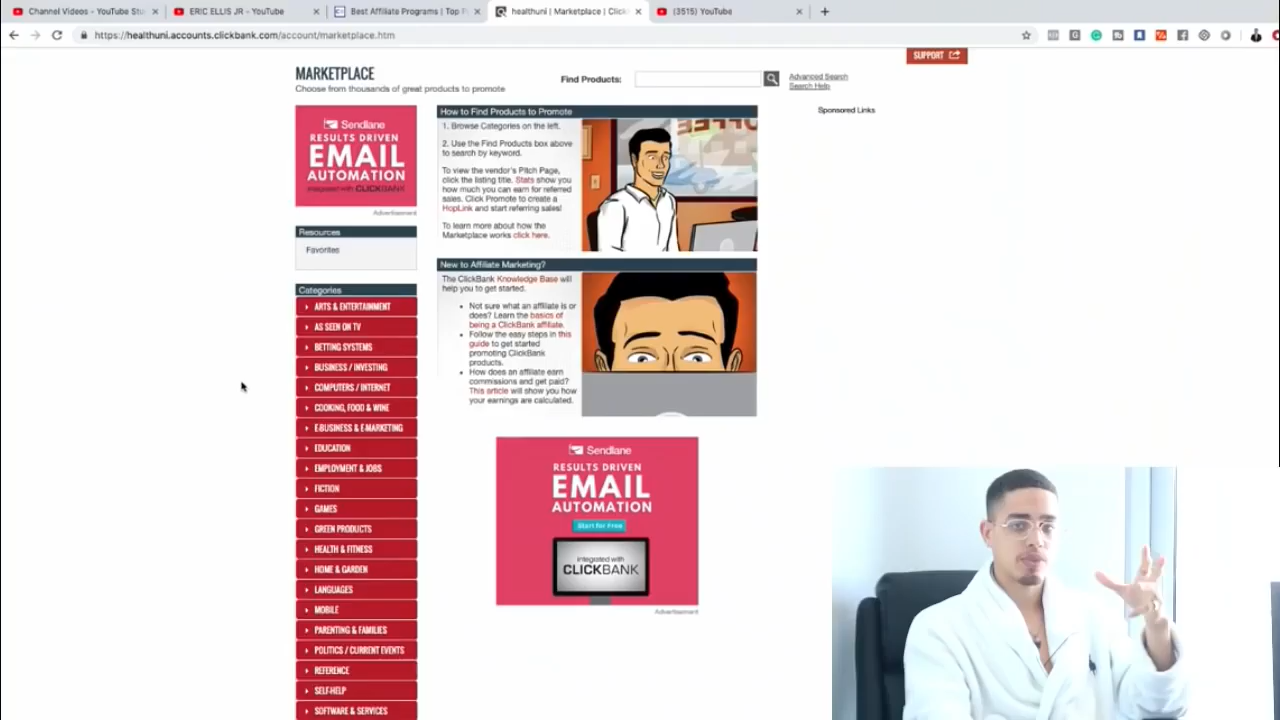 Channel Videos - YouTube Stu
ERIC ELLIS JR - YouTube
Best Affiliate Programs | Top P
healthuni | Marketplace | Click
(3515) YouTube
https://healthuni.accounts.clickbank.com/account/marketplace.htm
SUPPORT
MARKETPLACE
Choose from thousands of great products to promote
Find Products:
Advanced Search
Search Help
Sponsored Links
Sendlane
RESULTS DRIVEN
EMAIL
AUTOMATION
integrated with CLICKBANK
Advertisement
Resources
Favorites
Categories
ARTS & ENTERTAINMENT
AS SEEN ON TV
BETTING SYSTEMS
BUSINESS / INVESTING
COMPUTERS / INTERNET
COOKING, FOOD & WINE
E-BUSINESS & E-MARKETING
EDUCATION
EMPLOYMENT & JOBS
FICTION
GAMES
GREEN PRODUCTS
HEALTH & FITNESS
HOME & GARDEN
LANGUAGES
MOBILE
PARENTING & FAMILIES
POLITICS / CURRENT EVENTS
REFERENCE
SELF-HELP
SOFTWARE & SERVICES
How to Find Products to Promote
1. Browse Categories on the left.
2. Use the Find Products box above
to search by keyword.
To view the vendor's Pitch Page,
click the listing title. Stats show you
how much you can earn for referred
sales. Click Promote to create a
HopLink and start referring sales!
To learn more about how the
Marketplace works click here.
New to Affiliate Marketing?
The ClickBank Knowledge Base will
help you to get started.
Not sure what an affiliate is or
does? Learn the basics of
being a ClickBank affiliate.
Follow the easy steps in this
guide to get started
promoting ClickBank
products.
How does an affiliate earn
commissions and get paid?
This article will show you how
your earnings are calculated.
Sendlane
RESULTS DRIVEN
EMAIL
AUTOMATION
Start for Free
integrated with
CLICKBANK
Advertisement